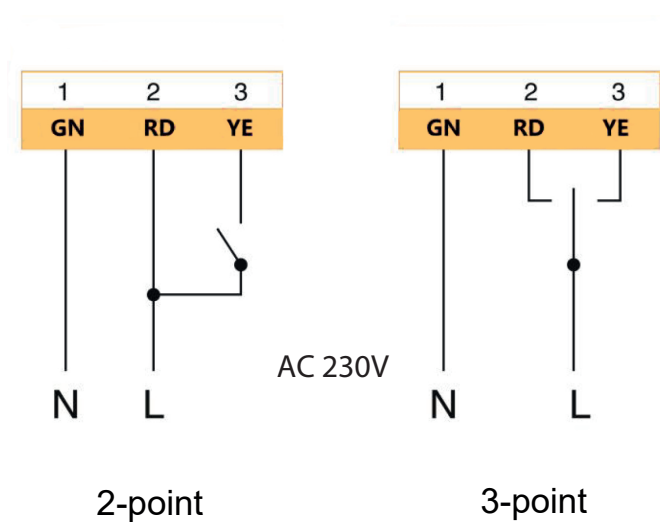 1 2 3
GN RD YE
1 2 3
GN RD YE
AC 230V
N L
N L
2-point
3-point